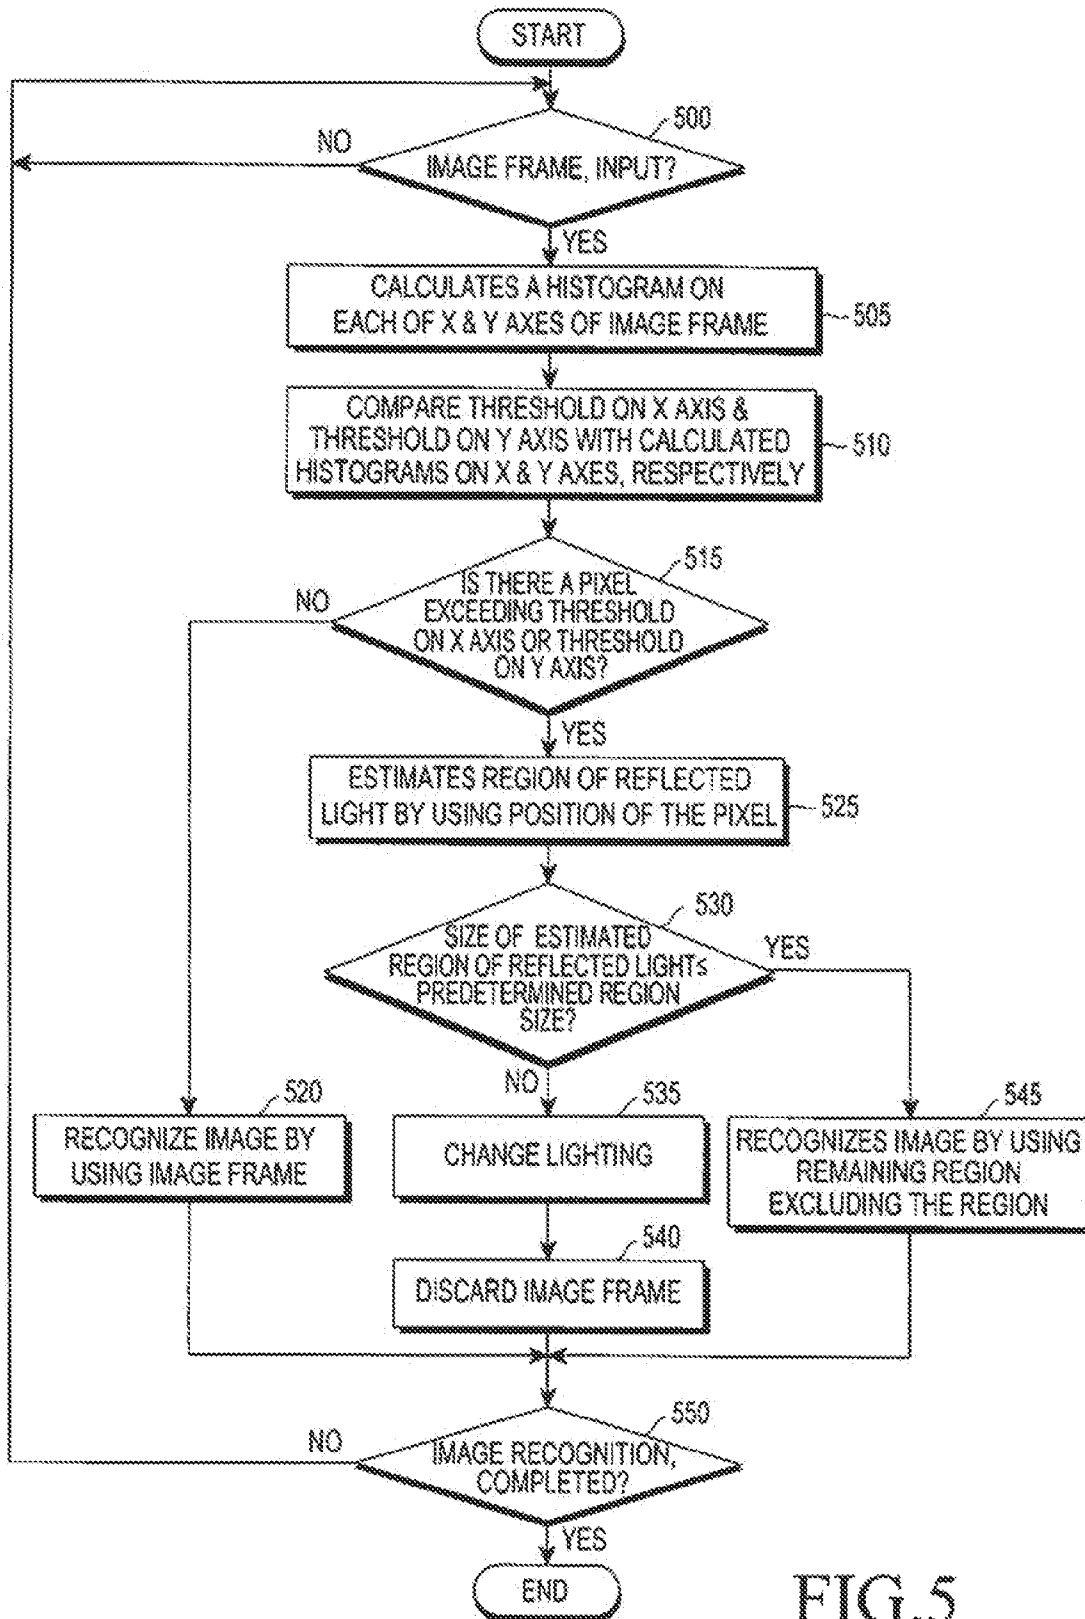 START
500
NO
IMAGE FRAME, INPUT?
YES
CALCULATES A HISTOGRAM ON
EACH OF X & Y AXES OF IMAGE FRAME
505
COMPARE THRESHOLD ON X AXIS &
THRESHOLD ON Y AXIS WITH CALCULATED
HISTOGRAMS ON X & Y AXES, RESPECTIVELY
510
515
NO
IS THERE A PIXEL
EXCEEDING THRESHOLD
ON X AXIS OR THRESHOLD
ON Y AXIS?
YES
ESTIMATES REGION OF REFLECTED
LIGHT BY USING POSITION OF THE PIXEL
525
530
SIZE OF ESTIMATED
REGION OF REFLECTED LIGHT≤
PREDETERMINED REGION
SIZE?
YES
NO
520
RECOGNIZE IMAGE BY
USING IMAGE FRAME
535
CHANGE LIGHTING
545
RECOGNIZES IMAGE BY USING
REMAINING REGION
EXCLUDING THE REGION
540
DISCARD IMAGE FRAME
550
NO
IMAGE RECOGNITION,
COMPLETED?
YES
END
FIG.5